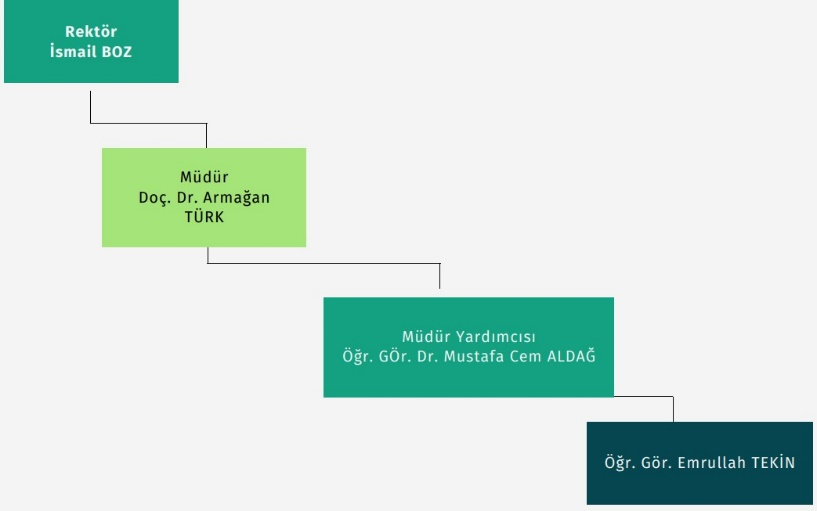 Rektör
İsmail BOZ
Müdür
Doç. Dr. Armağan
TÜRK
Müdür Yardımcısı
Öğr. GÖr. Dr. Mustafa Cem ALDAĞ
Öğr. Gör. Emrullah TEKİN